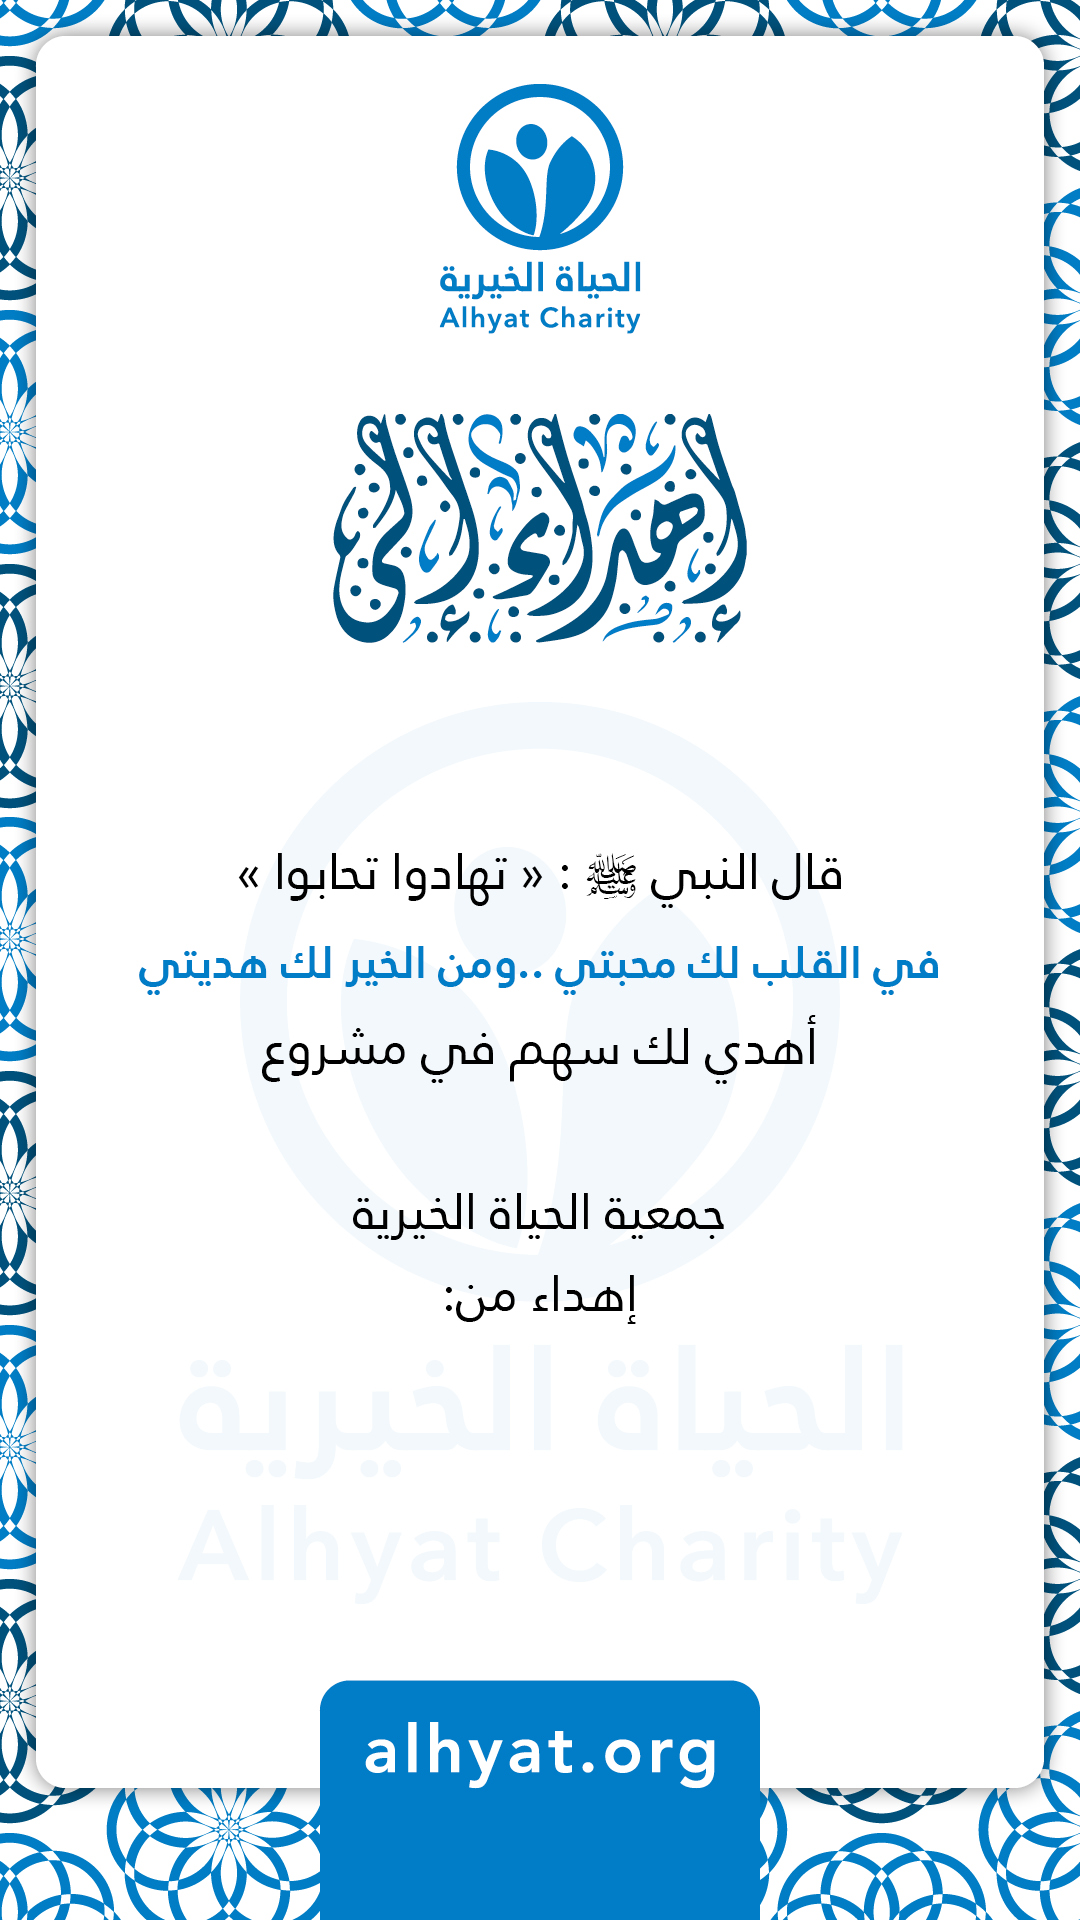 الحياة الخيرية
Alhyat Charity
إهداء إلى
قال النبي ﷺ : « تهادوا تحابوا »
في القلب لك محبتي ..ومن الخير لك هديتي
أهدي لك سهم في مشروع
جمعية الحياة الخيرية
إهداء من:
الحياة الخيرية
Alhyat Charity
alhyat.org